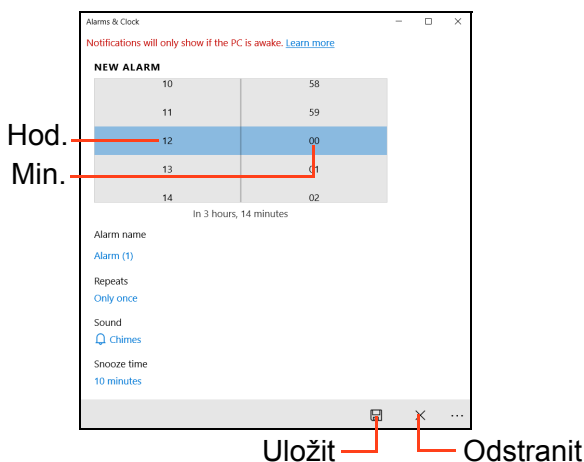 Alarms & Clock
Notifications will only show if the PC is awake. Learn more
NEW ALARM
10 58
11 59
Hod. 12 00
Min. 13 01
14 02
In 3 hours, 14 minutes
Alarm name
Alarm (1)
Repeats
Only once
Sound
Chimes
Snooze time
10 minutes
Uložit Odstranit